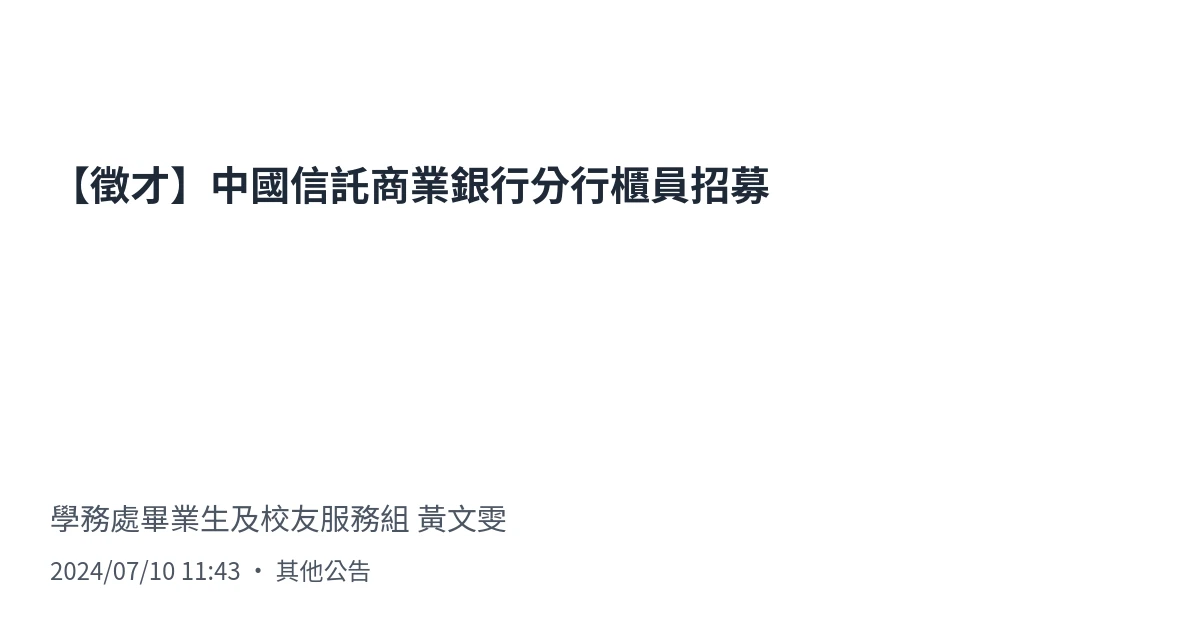 【徵才】中國信託商業銀行分行櫃員招募
學務處畢業生及校友服務組 黃文雯
2024/07/10 11:43 • 其他公告